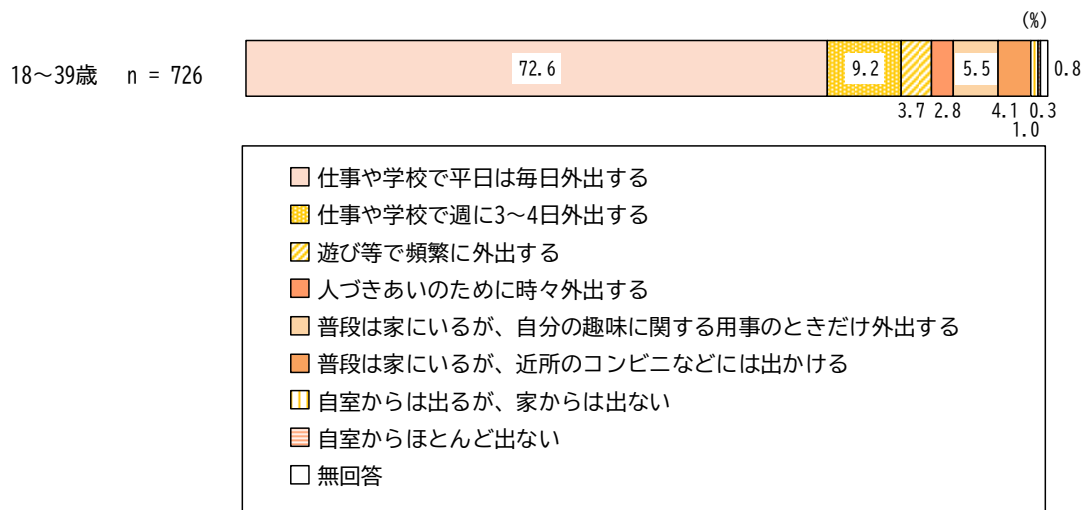 (%)
18～39歳 n = 726 72.6 9.2 5.5 0.8
3.7 2.8 4.1 0.3
1.0
仕事や学校で平日は毎日外出する
仕事や学校で週に3～4日外出する
遊び等で頻繁に外出する
人づきあいのために時々外出する
普段は家にいるが、自分の趣味に関する用事のときだけ外出する
普段は家にいるが、近所のコンビニなどには出かける
自室からは出るが、家からは出ない
自室からほとんど出ない
無回答